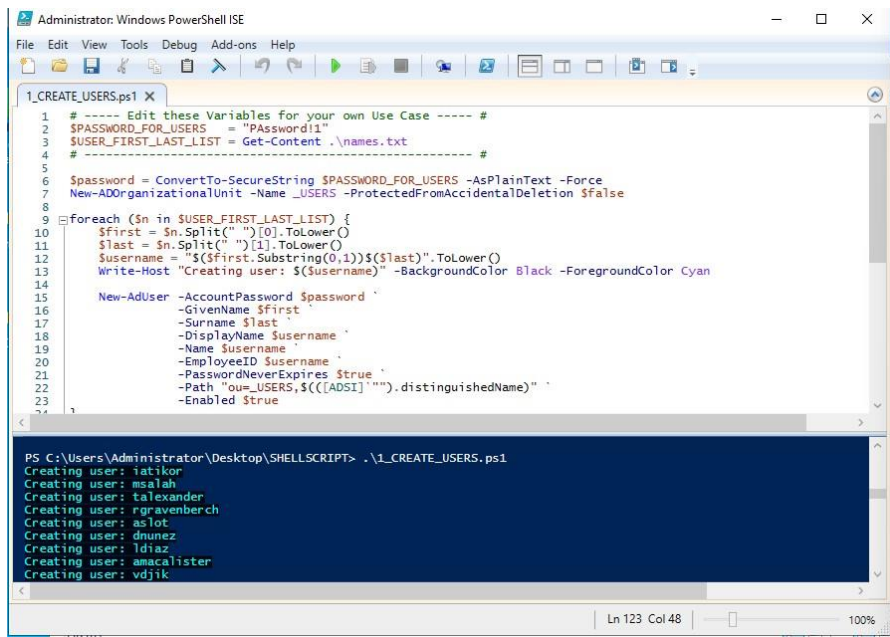 Administrator: Windows PowerShell ISE
File Edit View Tools Debug Add-ons Help
1_CREATE_USERS.ps1 X
1 # ----- Edit these Variables for your own Use Case ----- #
2 $PASSWORD_FOR_USERS = "PAssword!1"
3 $USER_FIRST_LAST_LIST = Get-Content .\names.txt
4 # ------------------------------------------------------ #
5
6 $password = ConvertTo-SecureString $PASSWORD_FOR_USERS -AsPlainText -Force
7 New-ADOrganizationalUnit -Name _USERS -ProtectedFromAccidentalDeletion $false
8
9 foreach ($n in $USER_FIRST_LAST_LIST) {
10 $first = $n.Split(" ")[0].ToLower()
11 $last = $n.Split(" ")[1].ToLower()
12 $username = "$($first.Substring(0,1))$($last)".ToLower()
13 Write-Host "Creating user: $($username)" -BackgroundColor Black -ForegroundColor Cyan
14
15 New-AdUser -AccountPassword $password `
16 -GivenName $first `
17 -Surname $last `
18 -DisplayName $username `
19 -Name $username `
20 -EmployeeID $username `
21 -PasswordNeverExpires $true `
22 -Path "ou=_USERS,$(([ADSI]`"").distinguishedName)" `
23 -Enabled $true
24 }
PS C:\Users\Administrator\Desktop\SHELLSCRIPT> .\1_CREATE_USERS.ps1
Creating user: iatikor
Creating user: msalah
Creating user: talexander
Creating user: rgravenberch
Creating user: aslot
Creating user: dnunez
Creating user: ldiaz
Creating user: amacalister
Creating user: vdjik
Ln 123 Col 48 100%